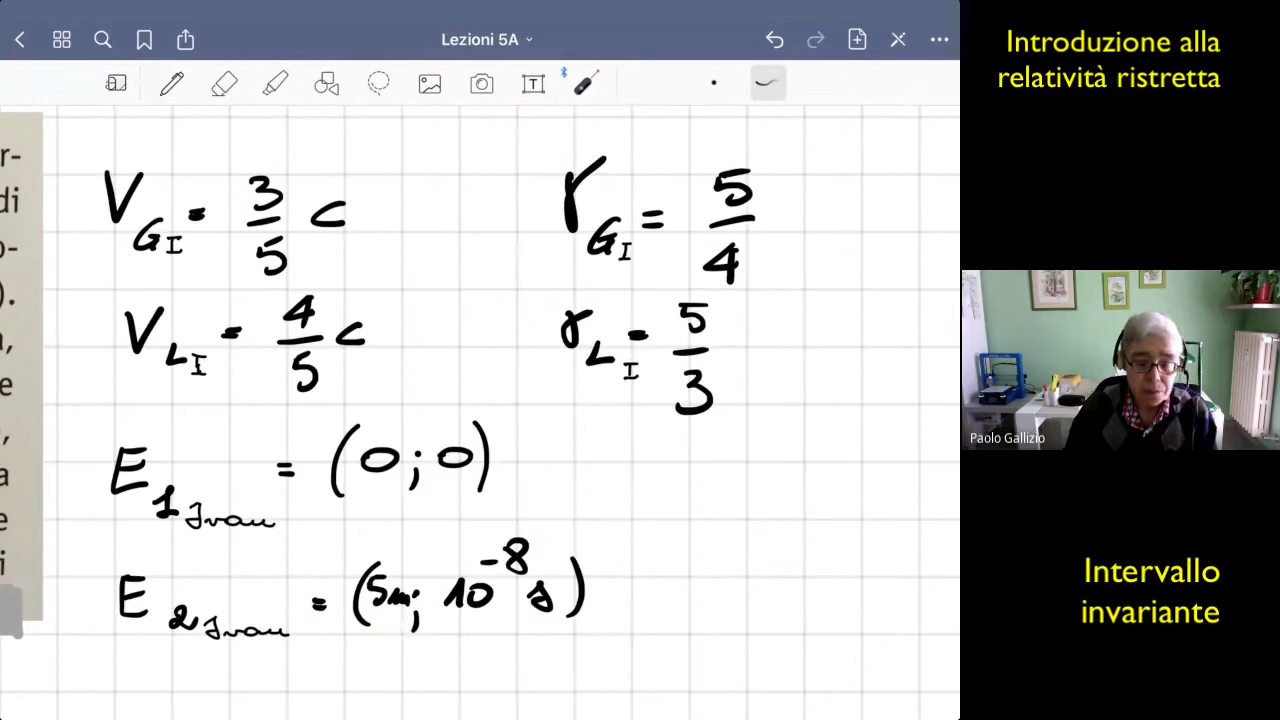 Lezioni 5A
Introduzione alla
relatività ristretta
r-
di
o-
).
a,
e
,
a
e
i
V_GI = 3/5 c
γ_GI = 5/4
V_LI = 4/5 c
γ_LI = 5/3
E_1 Ivan = (0; 0)
E_2 Ivan = (5m; 10^-8 s)
Paolo Gallizio
Intervallo
invariante